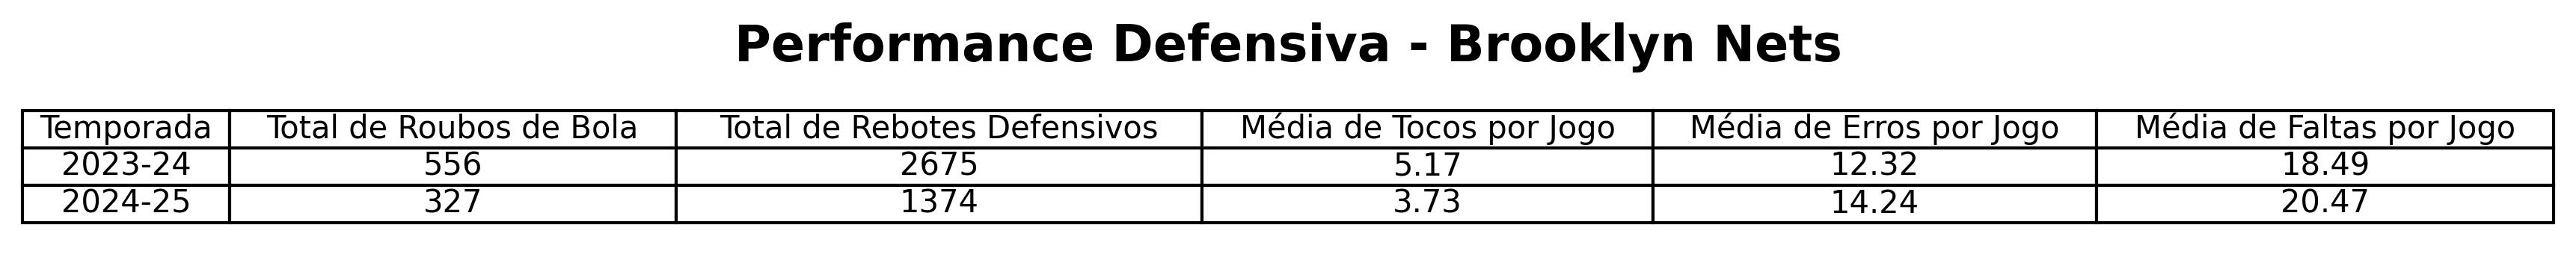 Performance Defensiva - Brooklyn Nets
Temporada Total de Roubos de Bola Total de Rebotes Defensivos Média de Tocos por Jogo Média de Erros por Jogo Média de Faltas por Jogo
2023-24 556 2675 5.17 12.32 18.49
2024-25 327 1374 3.73 14.24 20.47